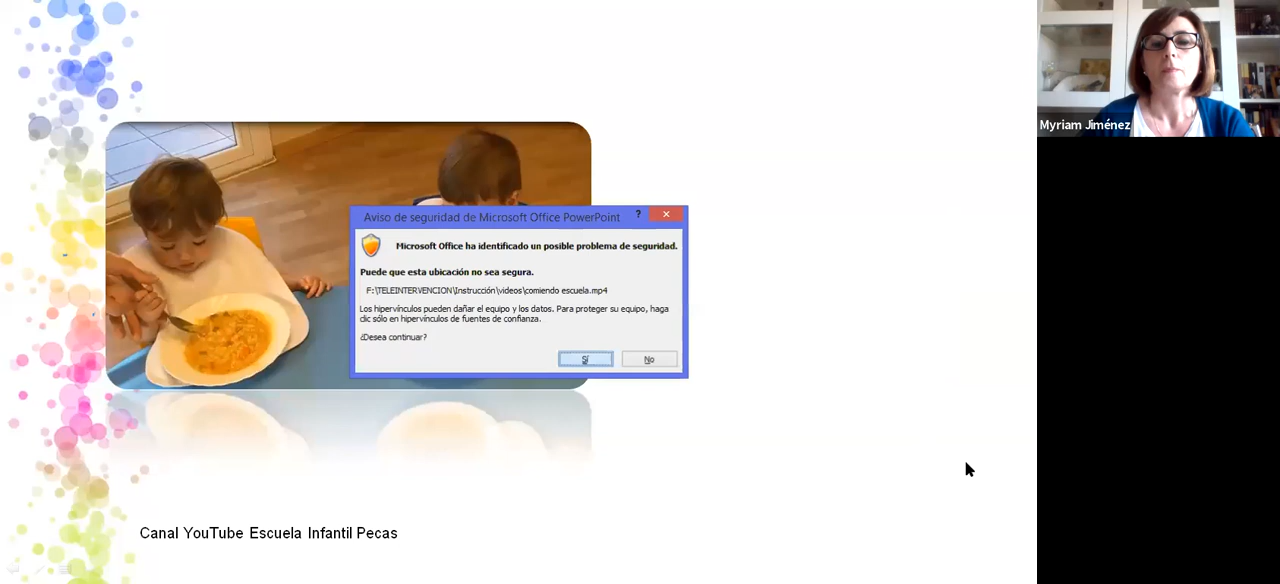 Myriam Jiménez
Aviso de seguridad de Microsoft Office PowerPoint
?
Microsoft Office ha identificado un posible problema de seguridad.
Puede que esta ubicación no sea segura.
F:\TELEINTERVENCION\Instrucción\videos\comiendo escuela.mp4
Los hipervínculos pueden dañar el equipo y los datos. Para proteger su equipo, haga
clic sólo en hipervínculos de fuentes de confianza.
¿Desea continuar?
Sí
No
Canal YouTube Escuela Infantil Pecas